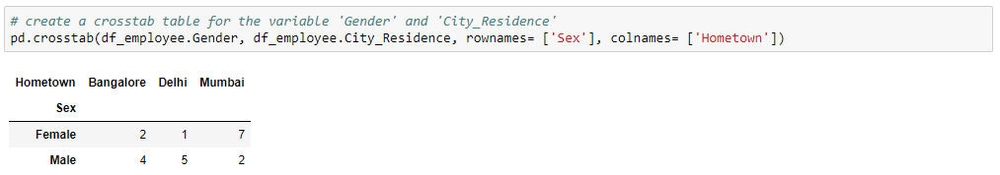 # create a crosstab table for the variable 'Gender' and 'City_Residence'
pd.crosstab(df_employee.Gender, df_employee.City_Residence, rownames= ['Sex'], colnames= ['Hometown'])
Hometown Bangalore Delhi Mumbai
Sex
Female 2 1 7
Male 4 5 2